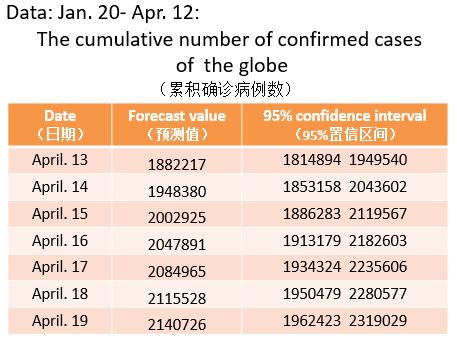 Data: Jan. 20- Apr. 12:
The cumulative number of confirmed cases
of the globe
（累积确诊病例数）
Date Forecast value 95% confidence interval
（日期） （预测值） （95%置信区间）
April. 13 1882217 1814894 1949540
April. 14 1948380 1853158 2043602
April. 15 2002925 1886283 2119567
April. 16 2047891 1913179 2182603
April. 17 2084965 1934324 2235606
April. 18 2115528 1950479 2280577
April. 19 2140726 1962423 2319029